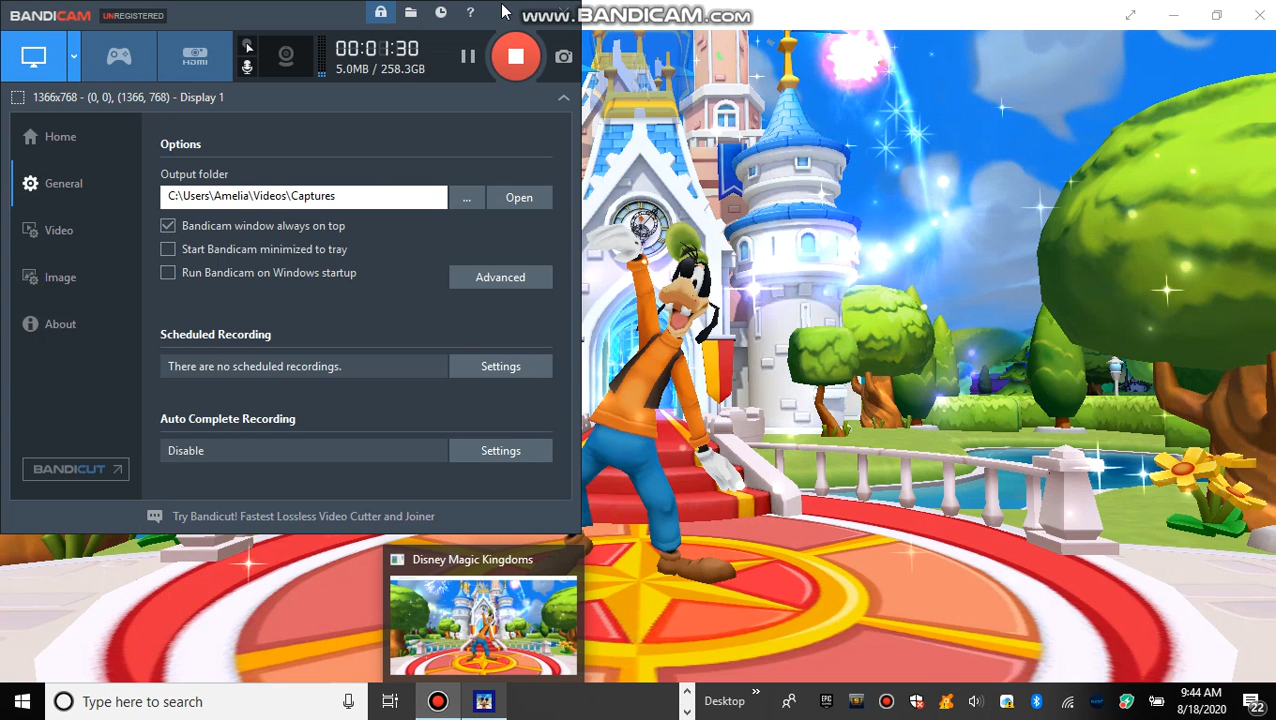 BANDICAM UNREGISTERED
www.BANDICAM.com
HDMI
00:01:30
5.0MB / 258.3GB
1366x768 - (0, 0), (1366, 768) - Display 1
Home
General
Video
Image
About
BANDICUT
Options
Output folder
C:\Users\Amelia\Videos\Captures
... Open
Bandicam window always on top
Start Bandicam minimized to tray
Run Bandicam on Windows startup
Advanced
Scheduled Recording
There are no scheduled recordings. Settings
Auto Complete Recording
Disable Settings
Try Bandicut! Fastest Lossless Video Cutter and Joiner
Disney Magic Kingdoms
Type here to search
Desktop
EPIC
9:44 AM
8/18/2020
22